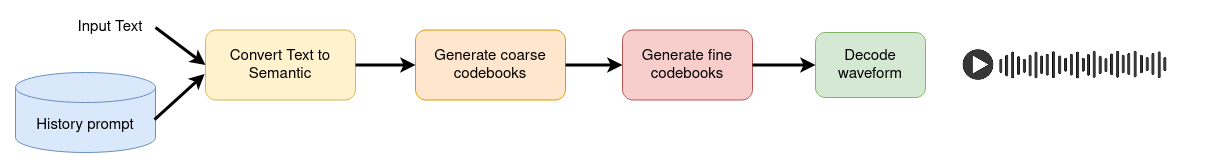 Input Text
History prompt
Convert Text to
Semantic
Generate coarse
codebooks
Generate fine
codebooks
Decode
waveform